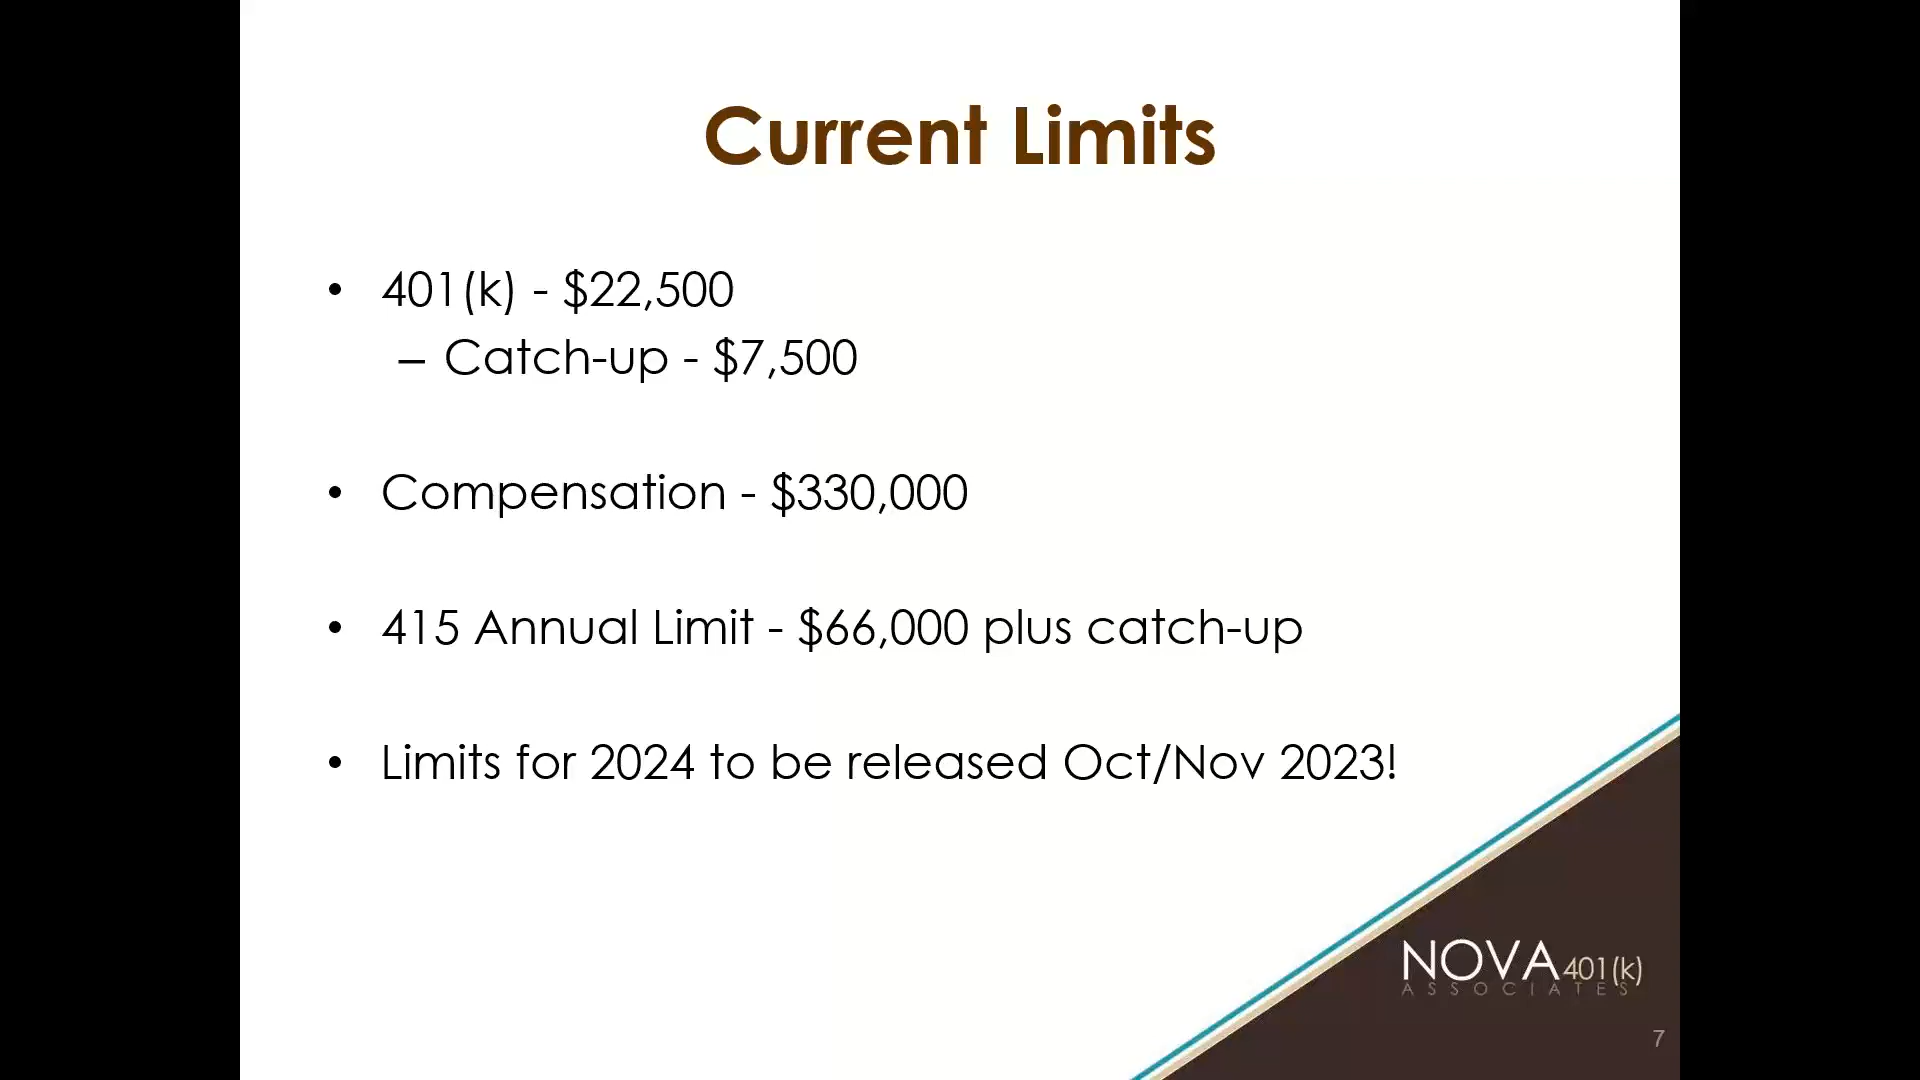 Current Limits
• 401(k) - $22,500
– Catch-up - $7,500
• Compensation - $330,000
• 415 Annual Limit - $66,000 plus catch-up
• Limits for 2024 to be released Oct/Nov 2023!
NOVA 401(k)
ASSOCIATES
7